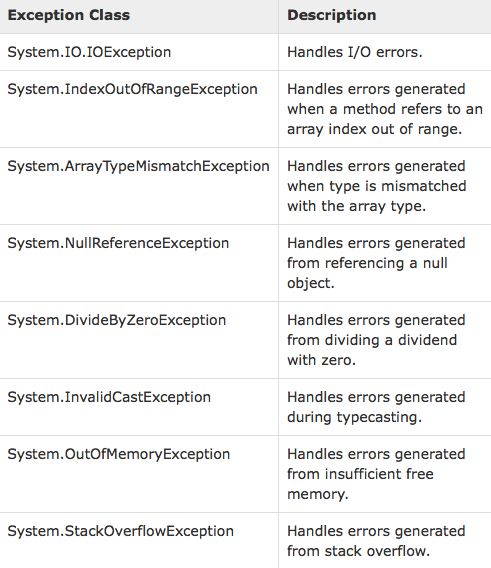 Exception Class Description
System.IO.IOException Handles I/O errors.
System.IndexOutOfRangeException Handles errors generated
when a method refers to an
array index out of range.
System.ArrayTypeMismatchException Handles errors generated
when type is mismatched
with the array type.
System.NullReferenceException Handles errors generated
from referencing a null
object.
System.DivideByZeroException Handles errors generated
from dividing a dividend
with zero.
System.InvalidCastException Handles errors generated
during typecasting.
System.OutOfMemoryException Handles errors generated
from insufficient free
memory.
System.StackOverflowException Handles errors generated
from stack overflow.